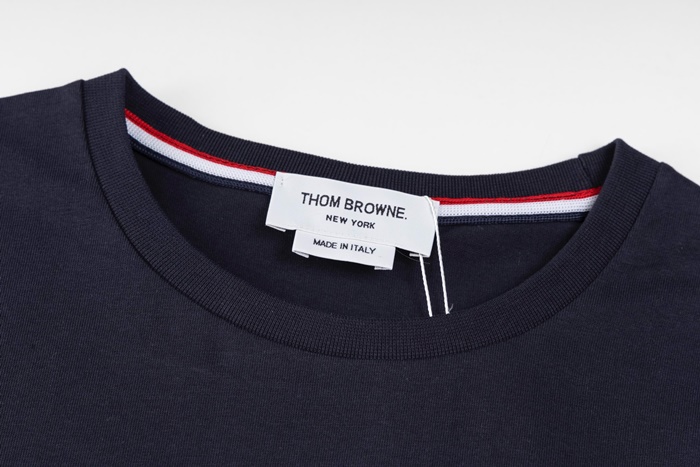 THOM BROWNE.
NEW YORK
MADE IN ITALY